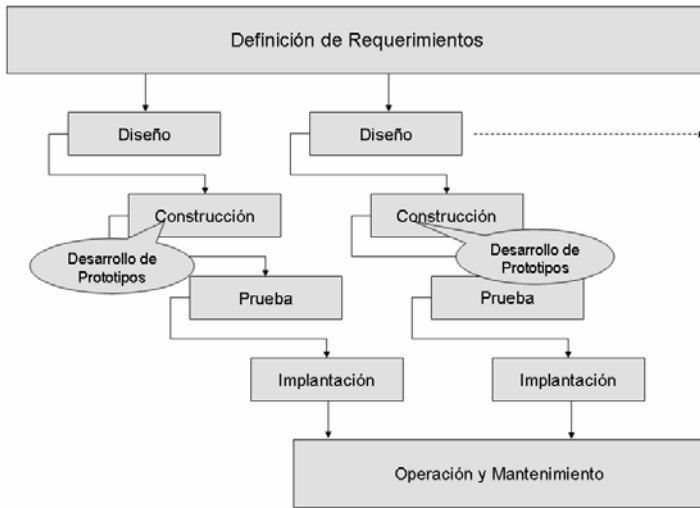 Definición de Requerimientos
Diseño
Diseño
Construcción
Construcción
Desarrollo de
Prototipos
Desarrollo de
Prototipos
Prueba
Prueba
Implantación
Implantación
Operación y Mantenimiento